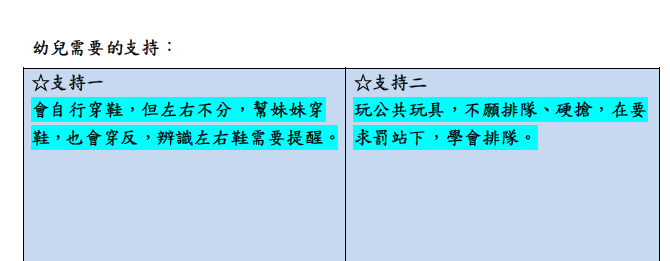 幼兒需要的支持：
☆支持一
會自行穿鞋，但左右不分，幫妹妹穿
鞋，也會穿反，辨識左右鞋需要提醒。
☆支持二
玩公共玩具，不願排隊、硬搶，在要
求罰站下，學會排隊。